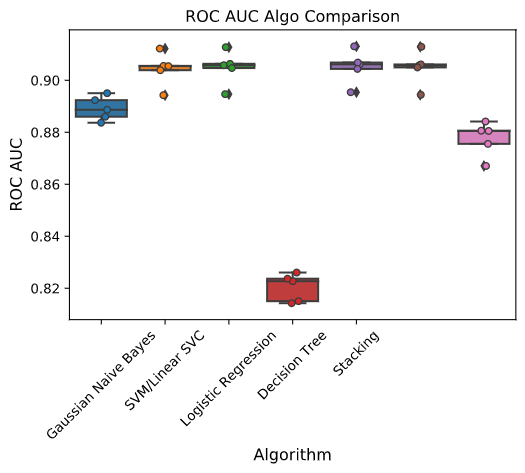 ROC AUC Algo Comparison
ROC AUC
0.90
0.88
0.86
0.84
0.82
Gaussian Naive Bayes
SVM/Linear SVC
Logistic Regression
Decision Tree
Stacking
Algorithm